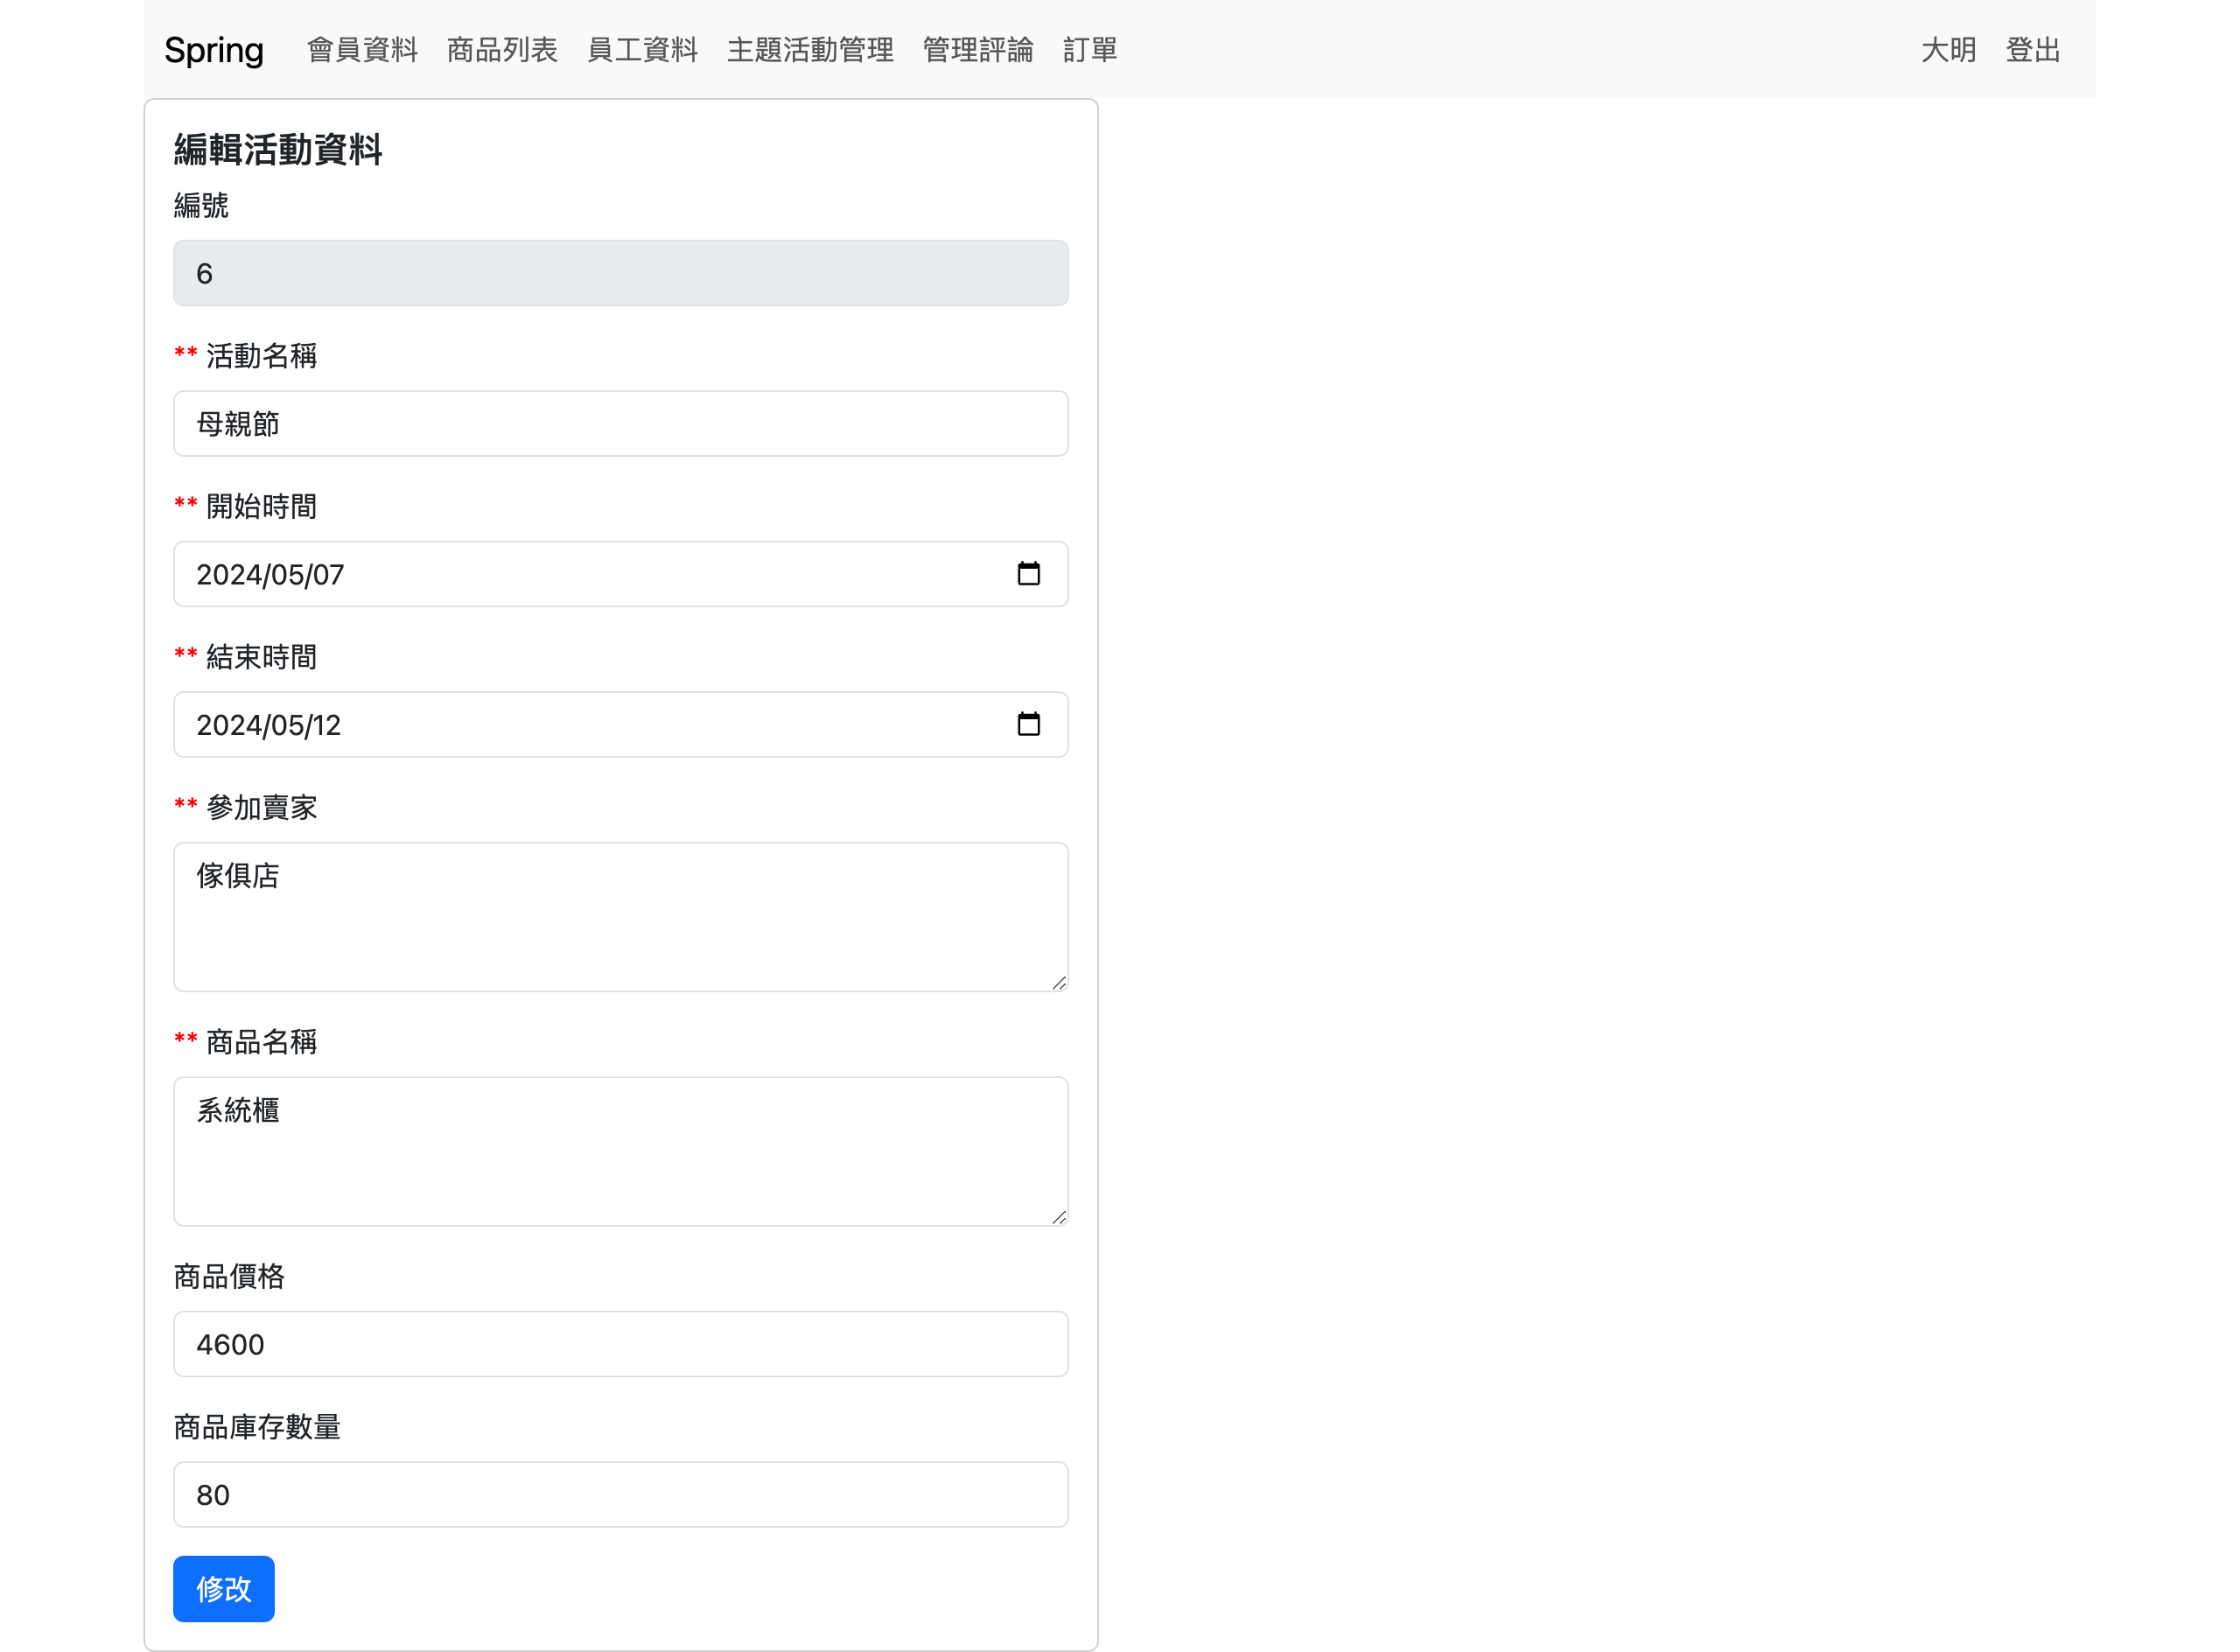 Spring 會員資料 商品列表 員工資料 主題活動管理 管理評論 訂單 大明 登出
編輯活動資料
編號
6
** 活動名稱
母親節
** 開始時間
2024/05/07
** 結束時間
2024/05/12
** 參加賣家
傢俱店
** 商品名稱
系統櫃
商品價格
4600
商品庫存數量
80
修改